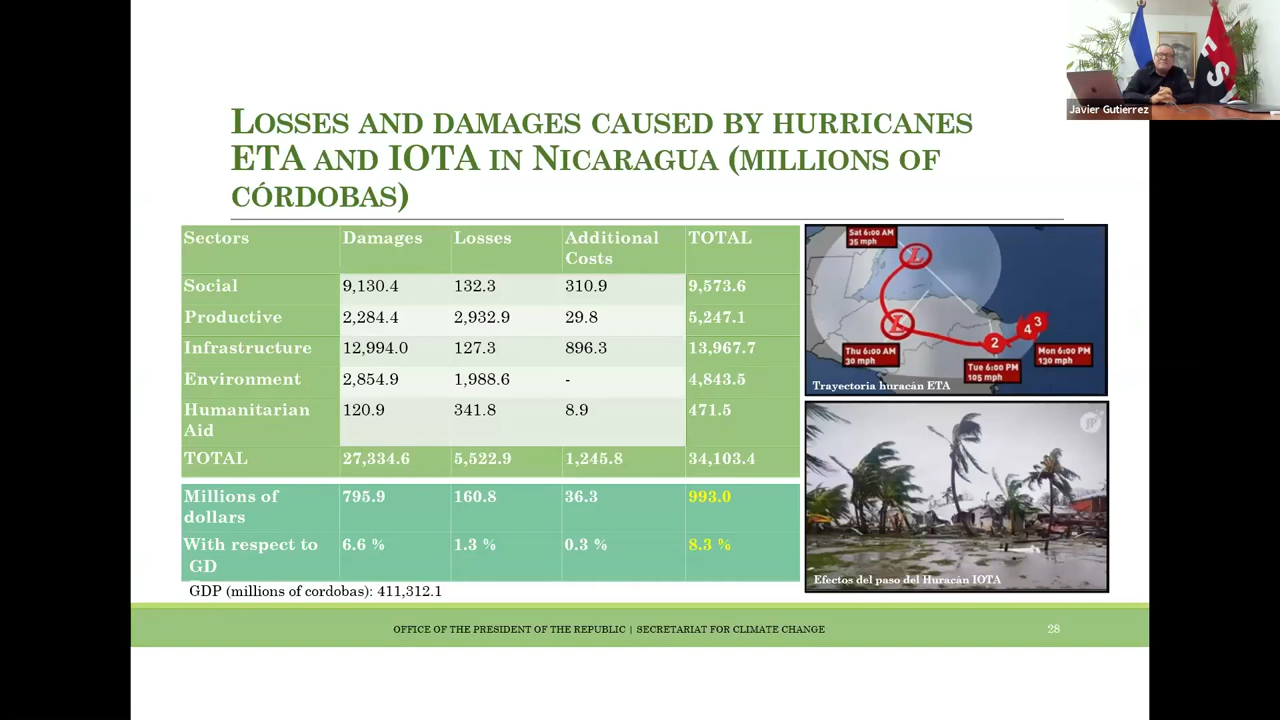 Javier Gutierrez
LOSSES AND DAMAGES CAUSED BY HURRICANES
ETA AND IOTA IN NICARAGUA (MILLIONS OF
CÓRDOBAS)
Sectors Damages Losses Additional Costs TOTAL
Social 9,130.4 132.3 310.9 9,573.6
Productive 2,284.4 2,932.9 29.8 5,247.1
Infrastructure 12,994.0 127.3 896.3 13,967.7
Environment 2,854.9 1,988.6 - 4,843.5
Humanitarian Aid 120.9 341.8 8.9 471.5
TOTAL 27,334.6 5,522.9 1,245.8 34,103.4
Millions of dollars 795.9 160.8 36.3 993.0
With respect to GD 6.6 % 1.3 % 0.3 % 8.3 %
GDP (millions of cordobas): 411,312.1
Sat 6:00 AM
35 mph
L
L
Thu 6:00 AM
30 mph
2
4
3
Tue 6:00 PM
105 mph
Mon 6:00 PM
130 mph
Trayectoria huracán ETA
JP
Efectos del paso del Huracán IOTA
OFFICE OF THE PRESIDENT OF THE REPUBLIC | SECRETARIAT FOR CLIMATE CHANGE
28